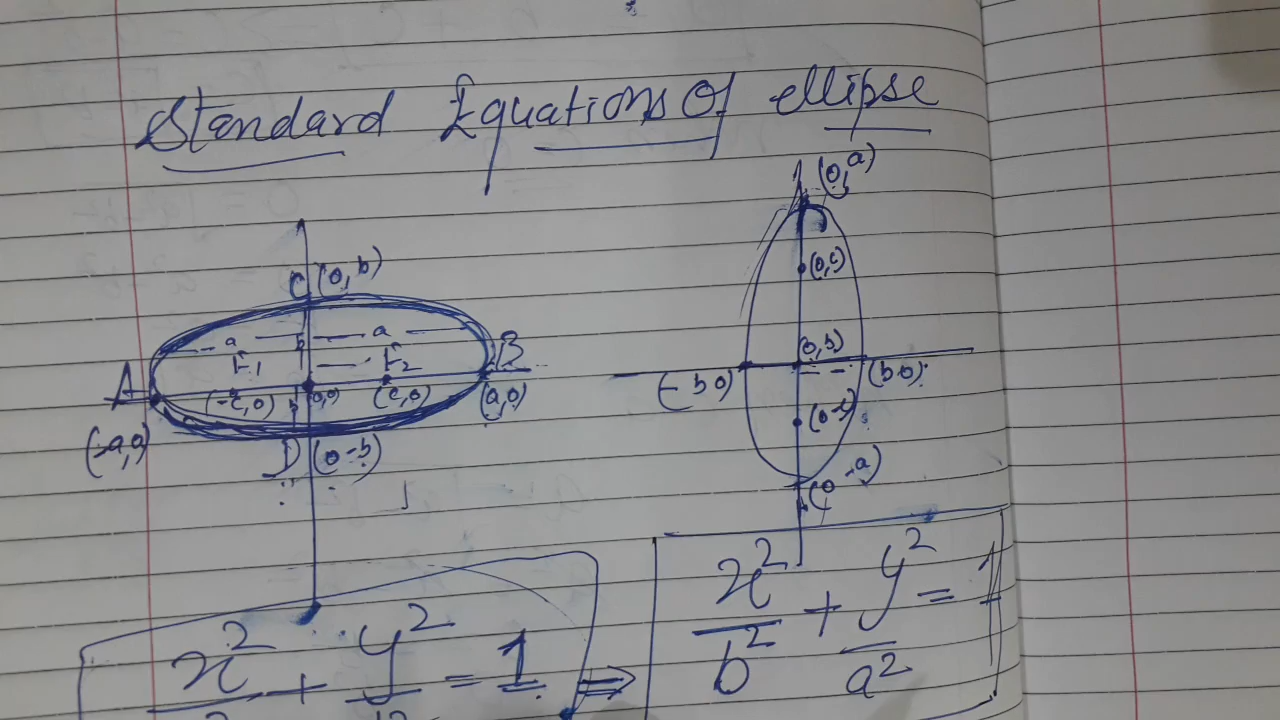 Standard Equations Of ellipse
(0,a)
C (0,b)
(0,c)
a b a
F1 F2 B
(0,b)
A (-c,0) (0,0) (c,0) (a,0)
(-b 0) (b 0)
(-a,0)
(0-c)
D (0-b)
(0 -a)
x²/b² + y²/a² = 1
x² + y² = 1 ⇒